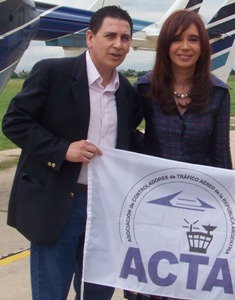 ASOCIACIÓN de CONTROLADORES de TRÁFICO AÉREO de la REPÚBLICA ARGENTINA
ACTA